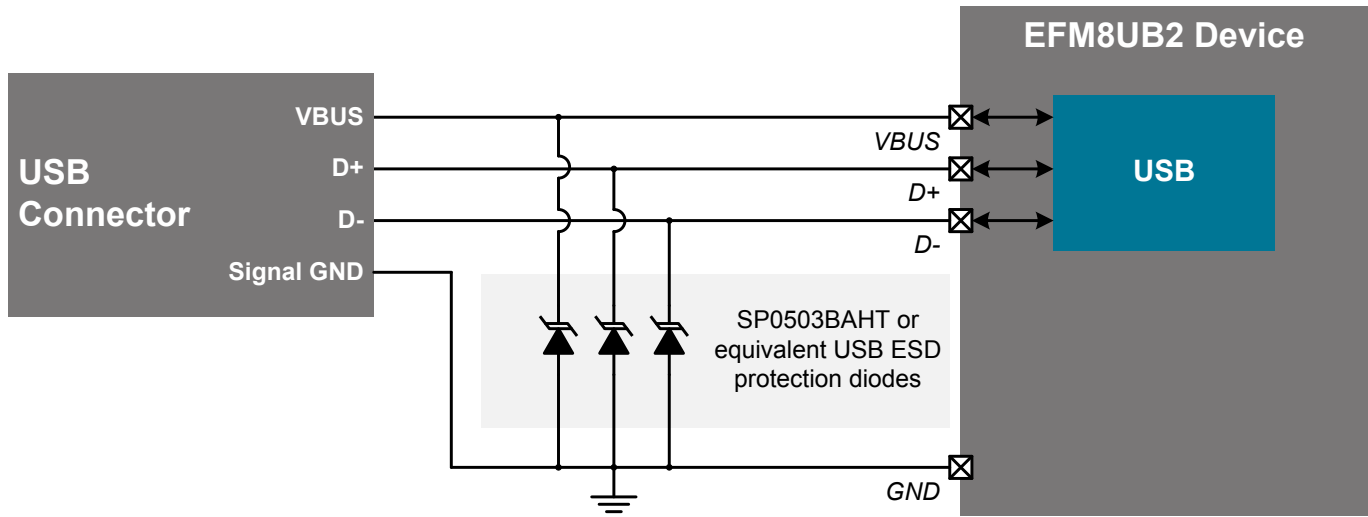 EFM8UB2 Device
USB
Connector
VBUS
D+
D-
Signal GND
VBUS
D+
D-
USB
SP0503BAHT or
equivalent USB ESD
protection diodes
GND